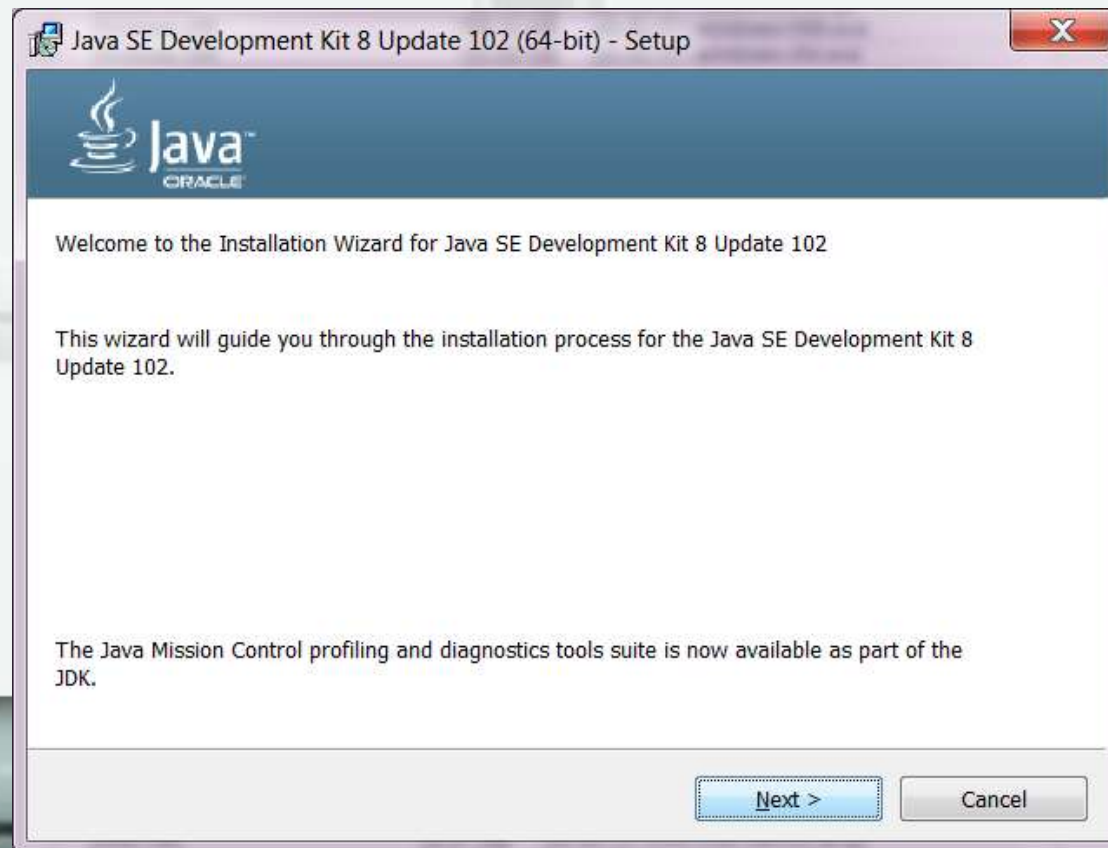 Java SE Development Kit 8 Update 102 (64-bit) - Setup
Java™
ORACLE
Welcome to the Installation Wizard for Java SE Development Kit 8 Update 102
This wizard will guide you through the installation process for the Java SE Development Kit 8
Update 102.
The Java Mission Control profiling and diagnostics tools suite is now available as part of the
JDK.
Next >
Cancel